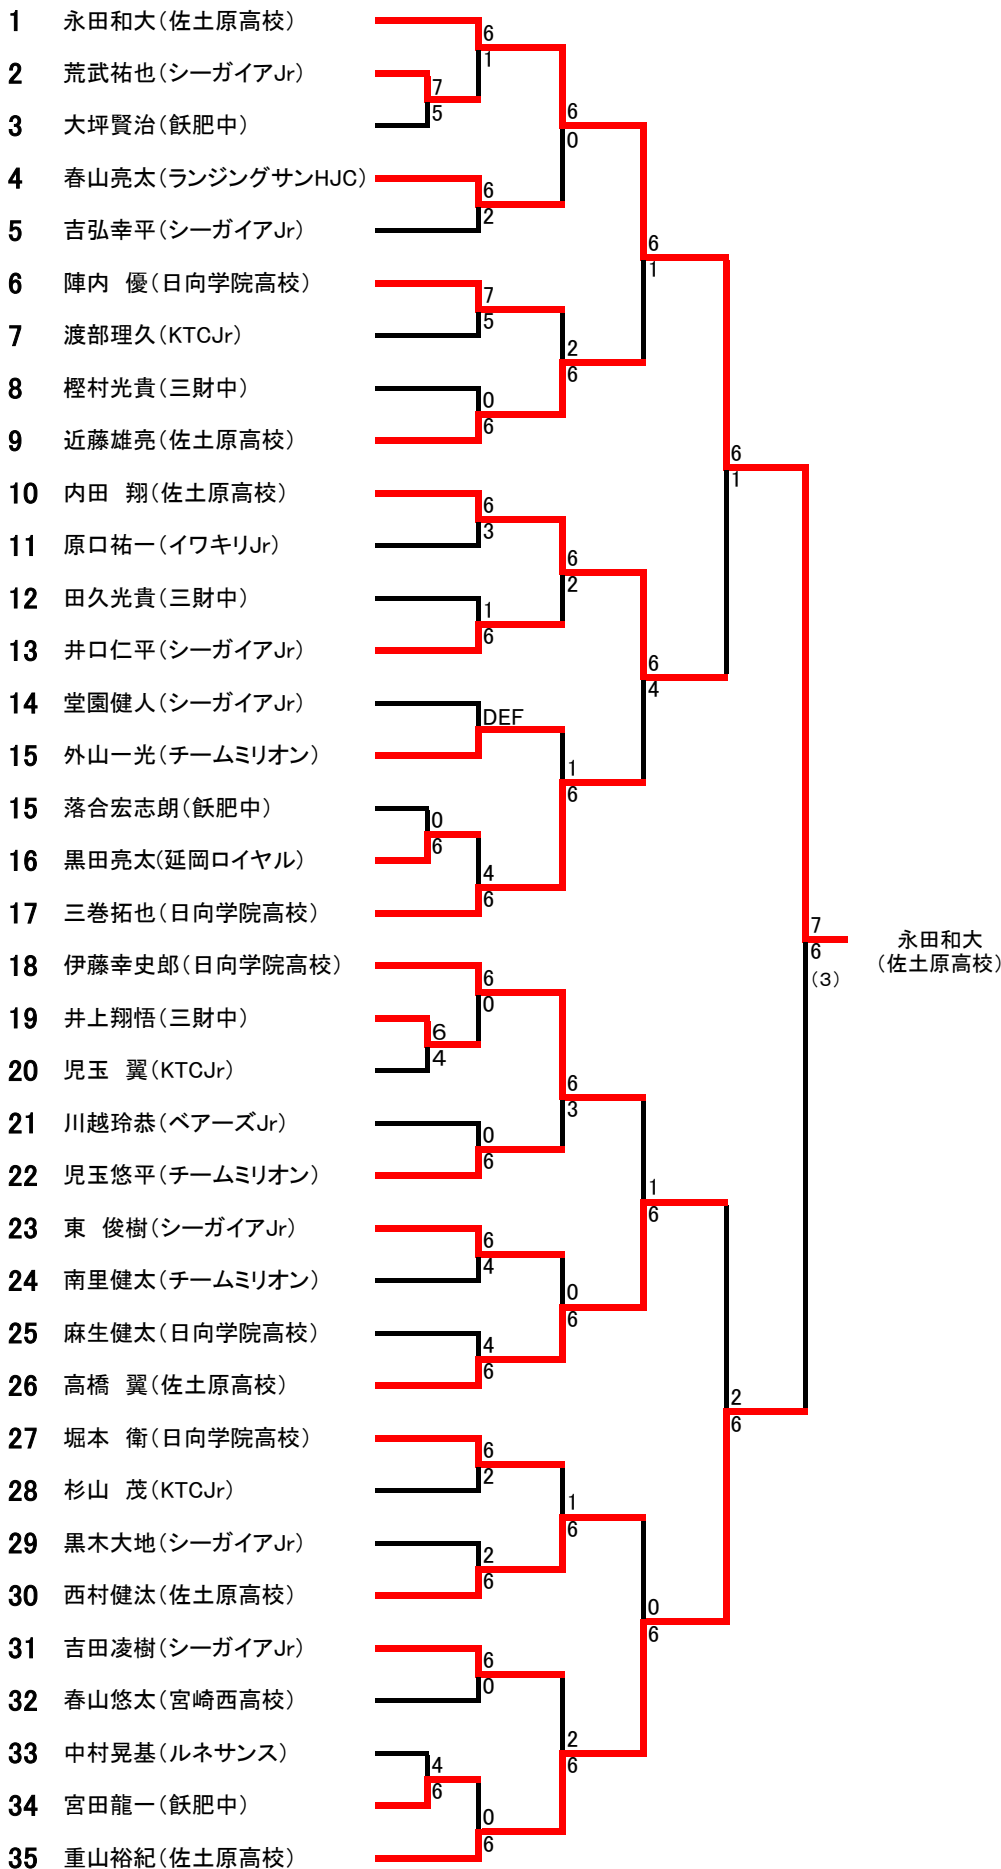 1 永田和大(佐土原高校)
6
1
2 荒武祐也(シーガイアJr)
7
5
3 大坪賢治(飫肥中)
6
0
4 春山亮太(ランジングサンHJC)
6
2
5 吉弘幸平(シーガイアJr)
6
1
6 陣内 優(日向学院高校)
7
5
7 渡部理久(KTCJr)
2
6
8 樫村光貴(三財中)
0
6
9 近藤雄亮(佐土原高校)
6
1
10 内田 翔(佐土原高校)
6
3
11 原口祐一(イワキリJr)
6
2
12 田久光貴(三財中)
1
6
13 井口仁平(シーガイアJr)
6
4
14 堂園健人(シーガイアJr)
DEF
15 外山一光(チームミリオン)
1
6
15 落合宏志朗(飫肥中)
0
6
16 黒田亮太(延岡ロイヤル)
4
6
17 三巻拓也(日向学院高校)
7
6
(3)
永田和大
(佐土原高校)
18 伊藤幸史郎(日向学院高校)
6
0
19 井上翔悟(三財中)
6
4
20 児玉 翼(KTCJr)
6
3
21 川越玲恭(ベアーズJr)
0
6
22 児玉悠平(チームミリオン)
1
6
23 東 俊樹(シーガイアJr)
6
4
24 南里健太(チームミリオン)
0
6
25 麻生健太(日向学院高校)
4
6
26 高橋 翼(佐土原高校)
2
6
27 堀本 衛(日向学院高校)
6
2
28 杉山 茂(KTCJr)
1
6
29 黒木大地(シーガイアJr)
2
6
30 西村健汰(佐土原高校)
0
6
31 吉田凌樹(シーガイアJr)
6
0
32 春山悠太(宮崎西高校)
2
6
33 中村晃基(ルネサンス)
4
6
34 宮田龍一(飫肥中)
0
6
35 重山裕紀(佐土原高校)